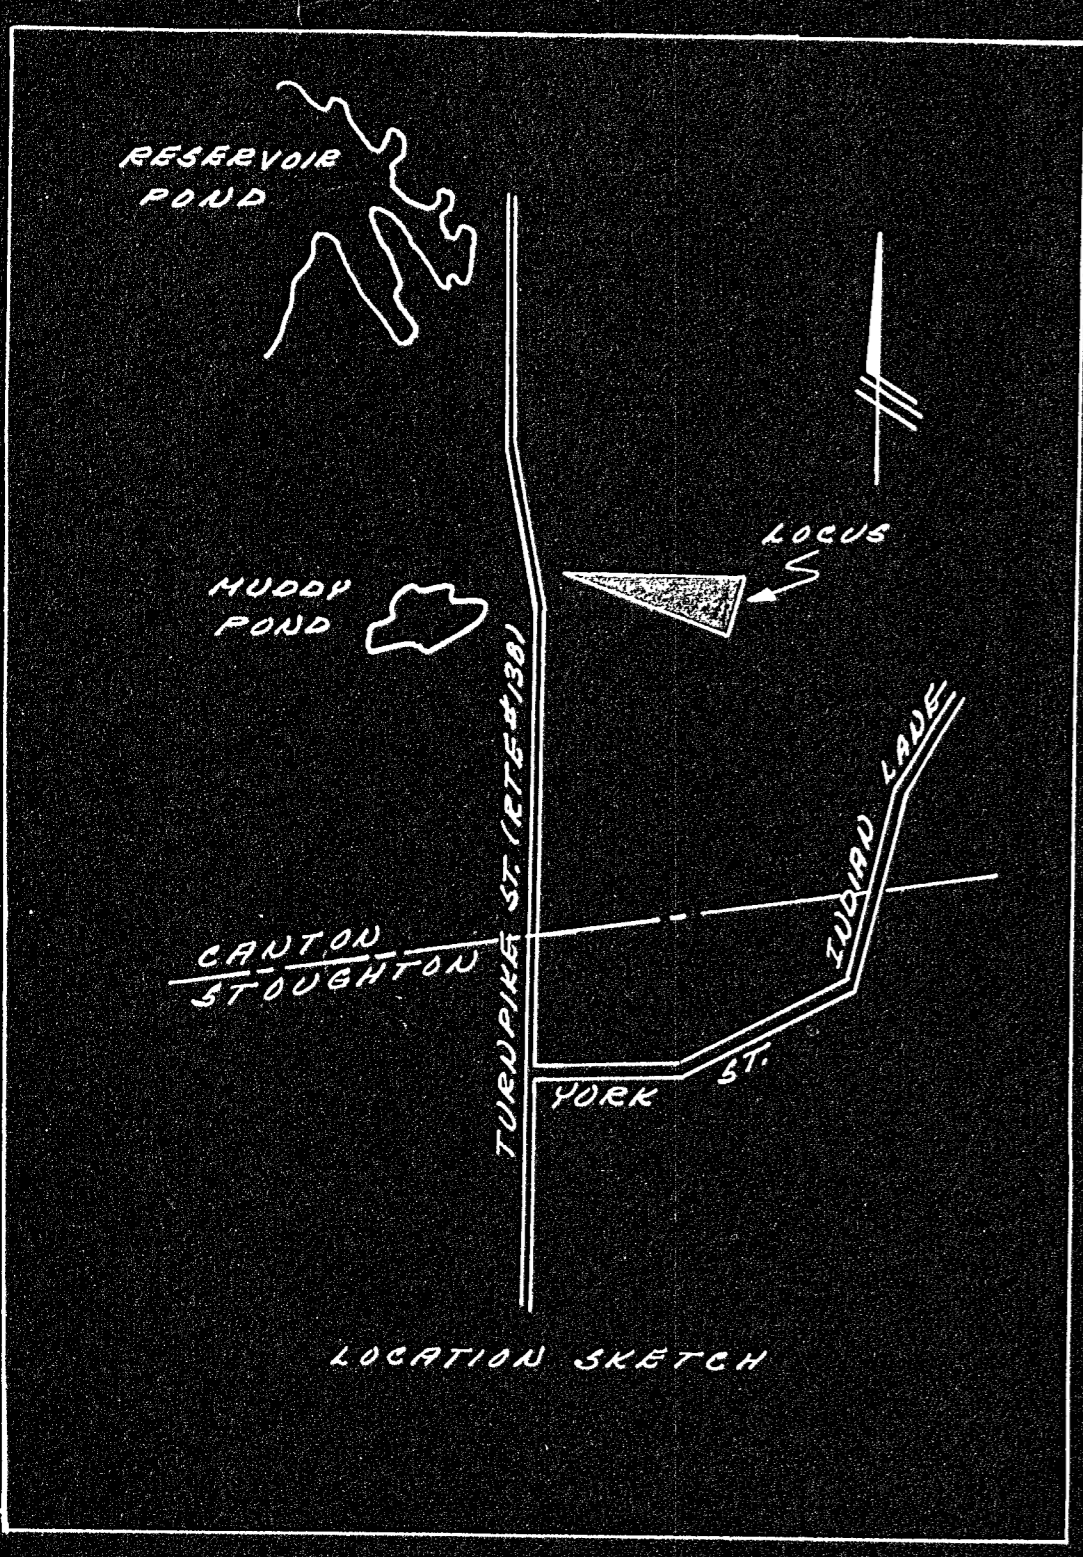 RESERVOIR
POND
LOCUS
MUDDY
POND
TURNPIKE ST. (RTE #138)
INDIAN LANE
CANTON
STOUGHTON
YORK ST.
LOCATION SKETCH